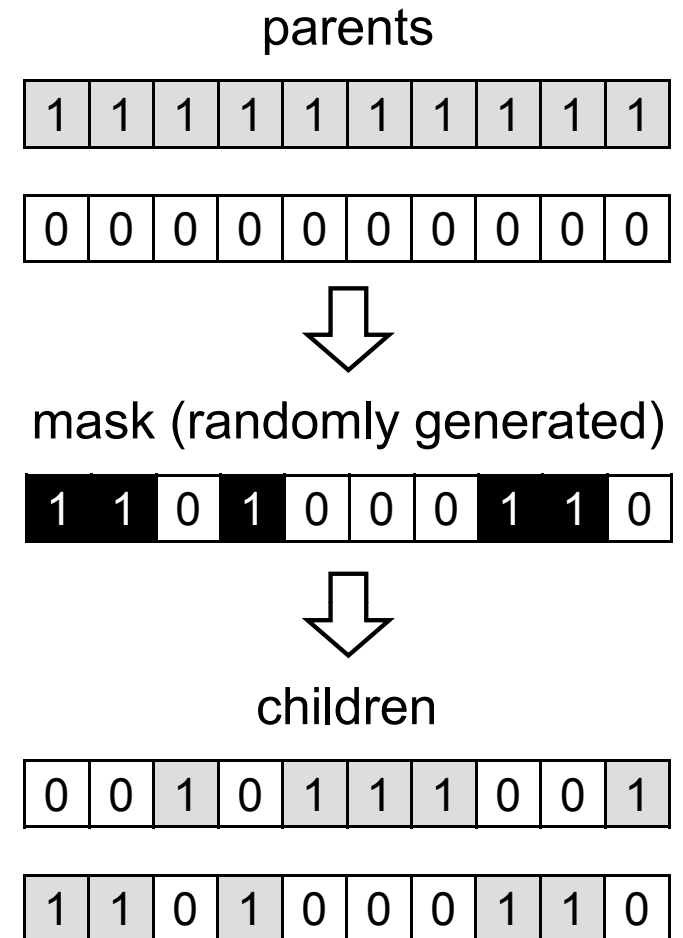 parents
1 1 1 1 1 1 1 1 1 1
0 0 0 0 0 0 0 0 0 0
mask (randomly generated)
1 1 0 1 0 0 0 1 1 0
children
0 0 1 0 1 1 1 0 0 1
1 1 0 1 0 0 0 1 1 0